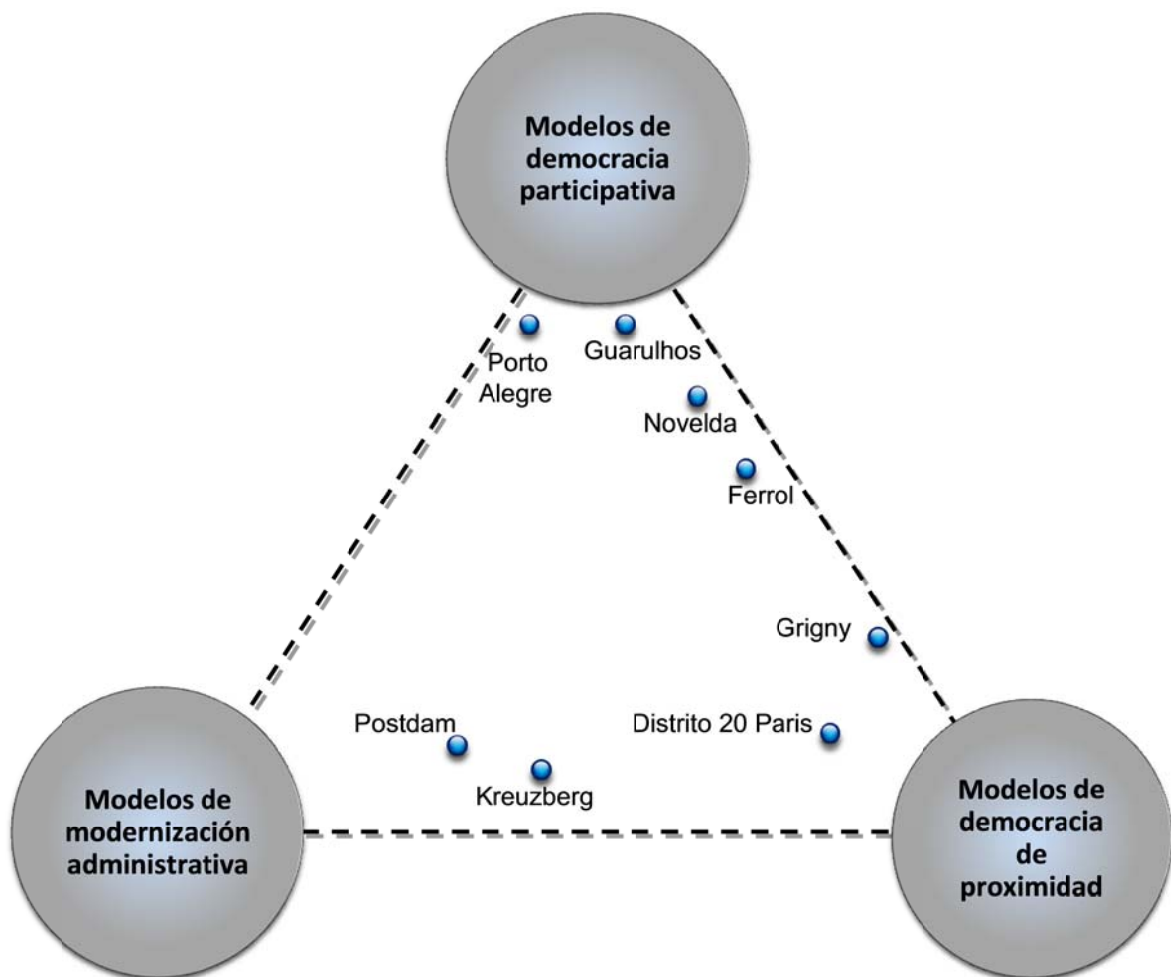 Modelos de
democracia
participativa
Porto
Alegre
Guarulhos
Novelda
Ferrol
Grigny
Distrito 20 Paris
Postdam
Kreuzberg
Modelos de
modernización
administrativa
Modelos de
democracia
de
proximidad